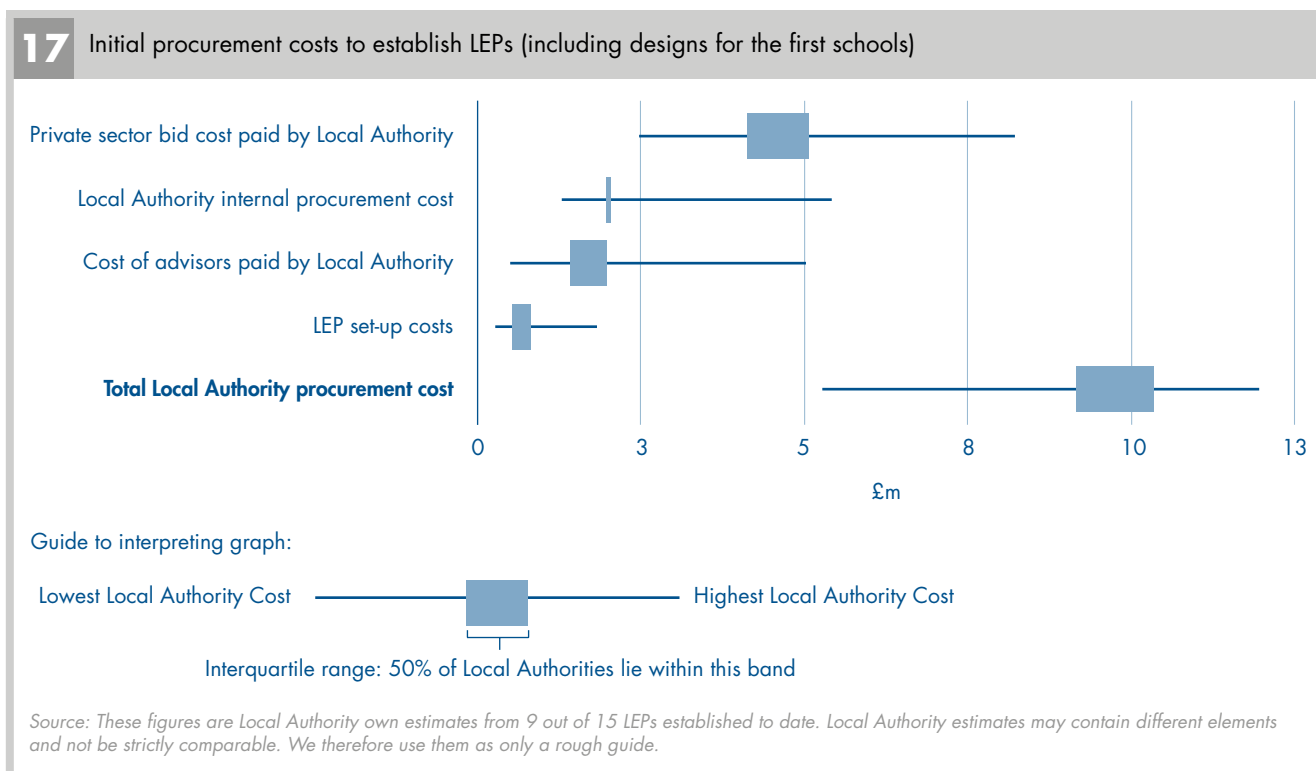 17 Initial procurement costs to establish LEPs (including designs for the first schools)
Private sector bid cost paid by Local Authority
Local Authority internal procurement cost
Cost of advisors paid by Local Authority
LEP set-up costs
Total Local Authority procurement cost
0 3 5 8 10 13
£m
Guide to interpreting graph:
Lowest Local Authority Cost Highest Local Authority Cost
Interquartile range: 50% of Local Authorities lie within this band
Source: These figures are Local Authority own estimates from 9 out of 15 LEPs established to date. Local Authority estimates may contain different elements
and not be strictly comparable. We therefore use them as only a rough guide.